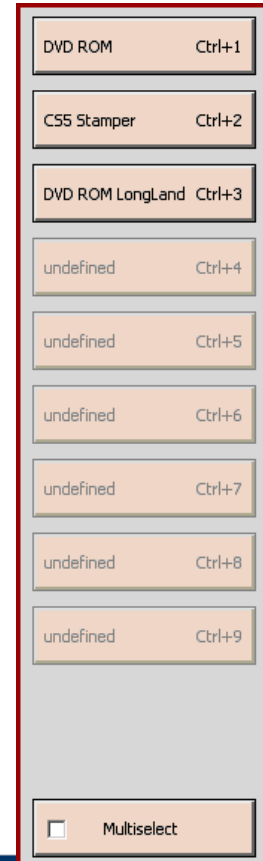 DVD ROM Ctrl+1
CS5 Stamper Ctrl+2
DVD ROM LongLand Ctrl+3
undefined Ctrl+4
undefined Ctrl+5
undefined Ctrl+6
undefined Ctrl+7
undefined Ctrl+8
undefined Ctrl+9
Multiselect